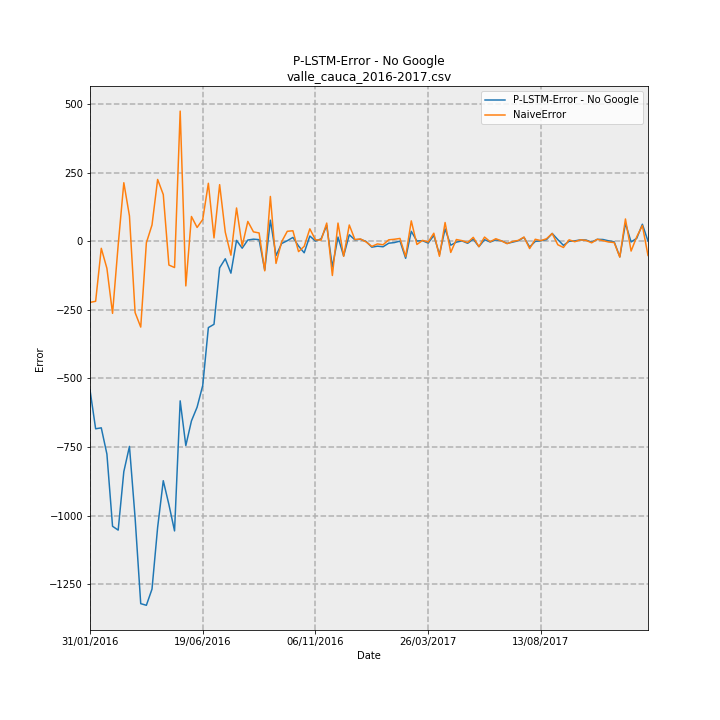 P-LSTM-Error - No Google
valle_cauca_2016-2017.csv
P-LSTM-Error - No Google
NaiveError
500
250
0
−250
−500
−750
−1000
−1250
Error
31/01/2016
19/06/2016
06/11/2016
26/03/2017
13/08/2017
Date